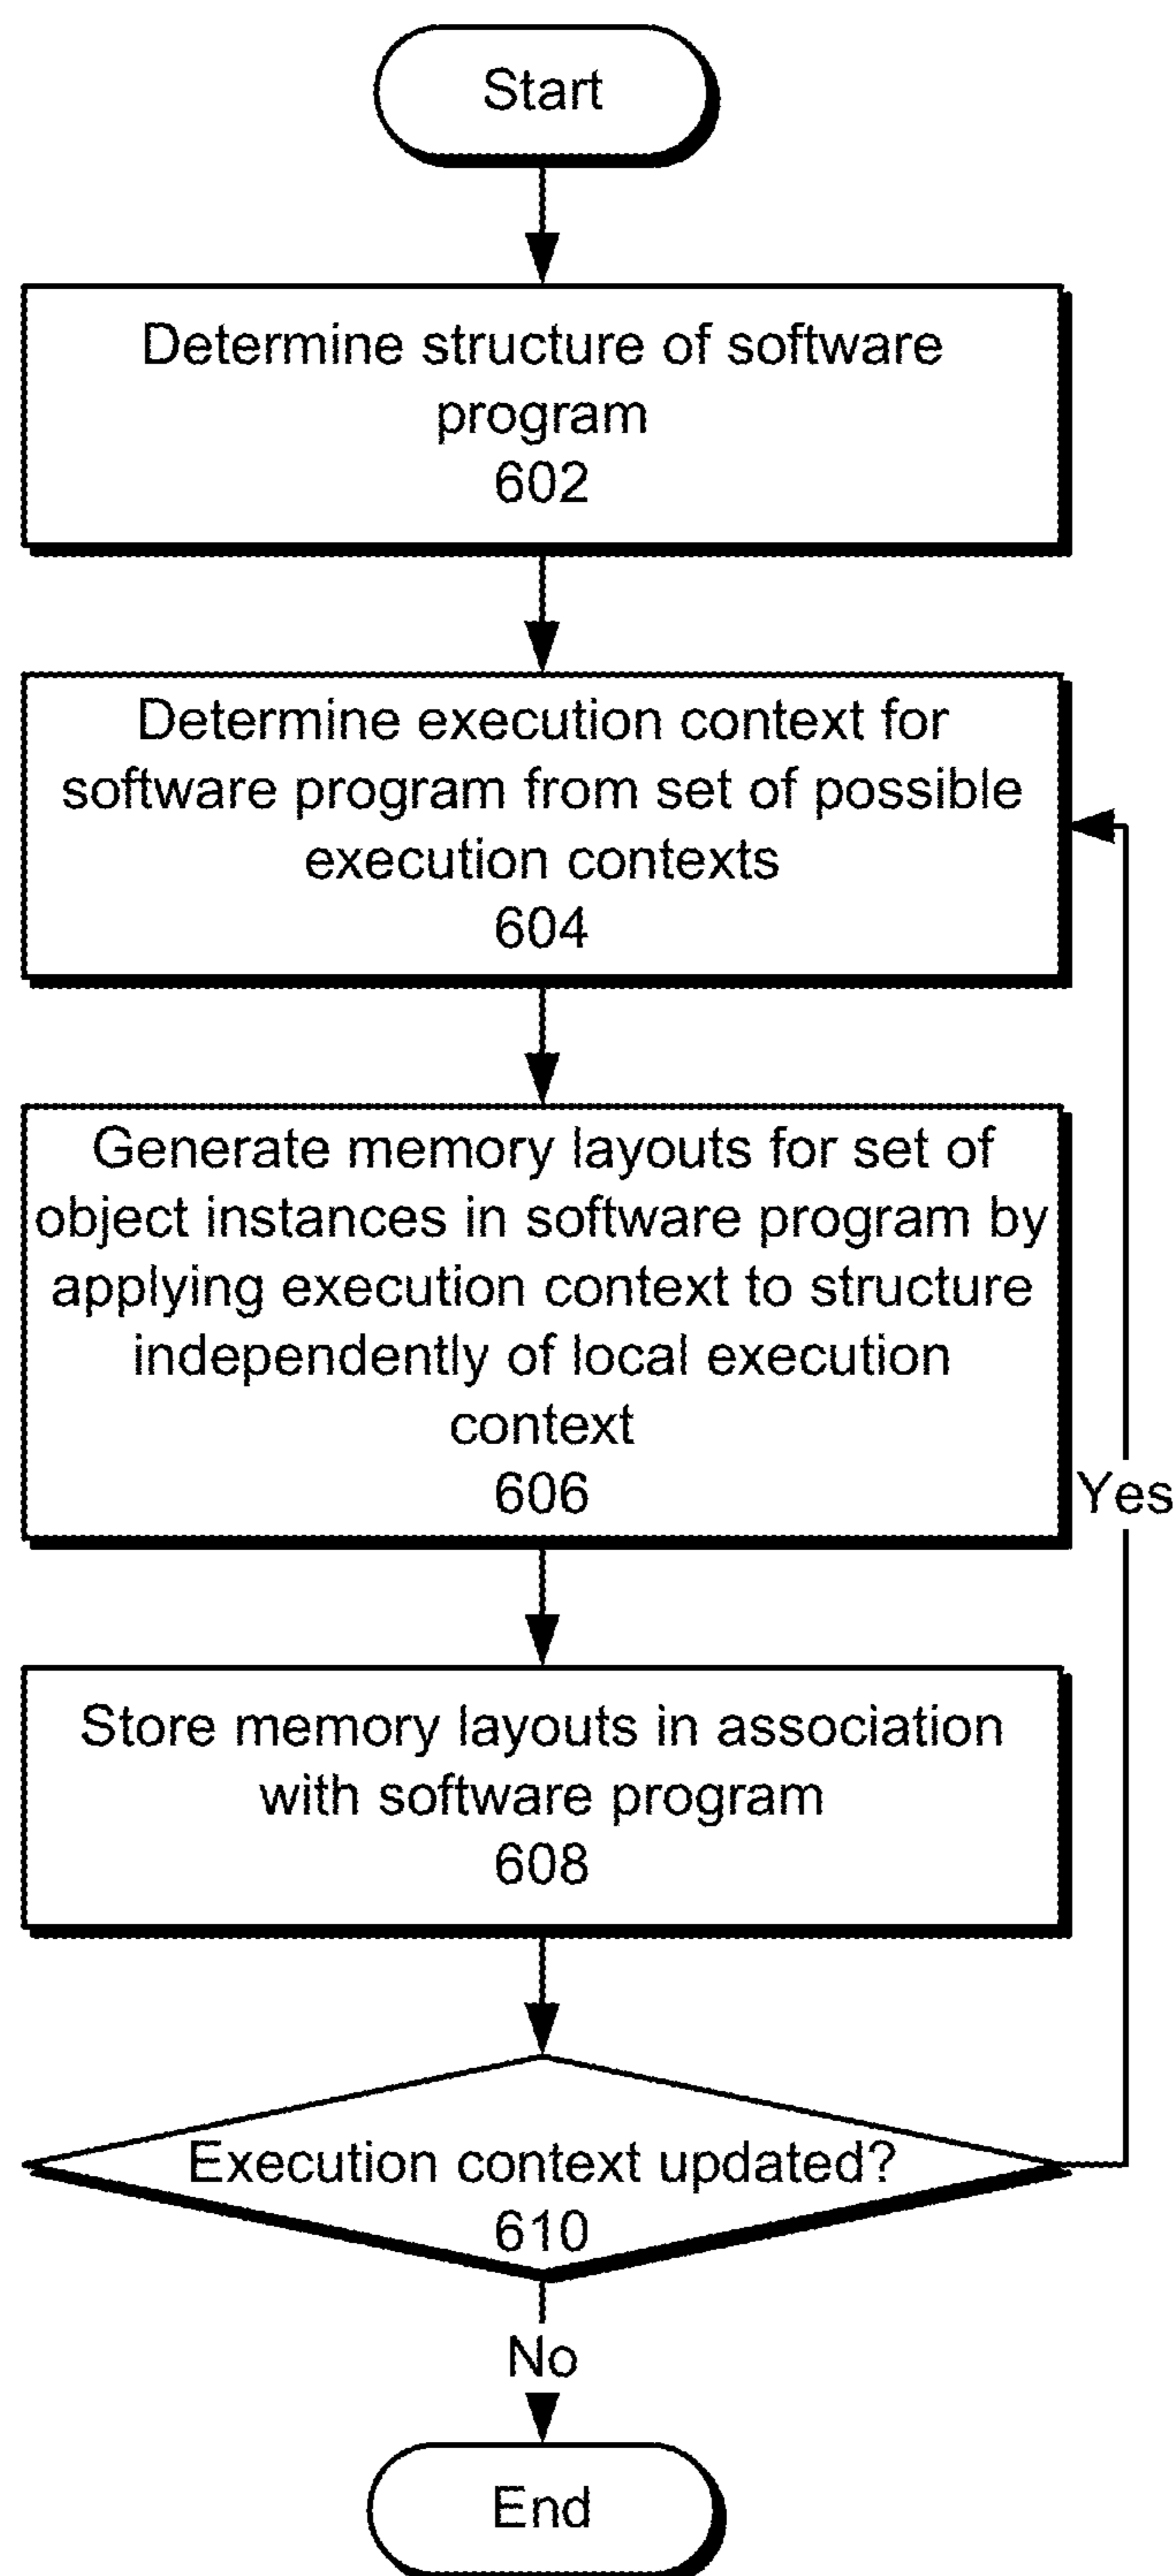 Start
Determine structure of software
program
602
Determine execution context for
software program from set of possible
execution contexts
604
Generate memory layouts for set of
object instances in software program by
applying execution context to structure
independently of local execution
context
606
Yes
Store memory layouts in association
with software program
608
Execution context updated?
610
No
End